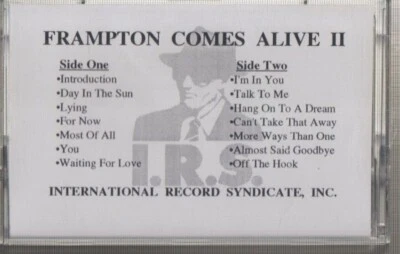 FRAMPTON COMES ALIVE II
Side One
•Introduction
•Day In The Sun
•Lying
•For Now
•Most Of All
•You
•Waiting For Love
Side Two
•I'm In You
•Talk To Me
•Hang On To A Dream
•Can't Take That Away
•More Ways Than One
•Almost Said Goodbye
•Off The Hook
I.R.S.
INTERNATIONAL RECORD SYNDICATE, INC.